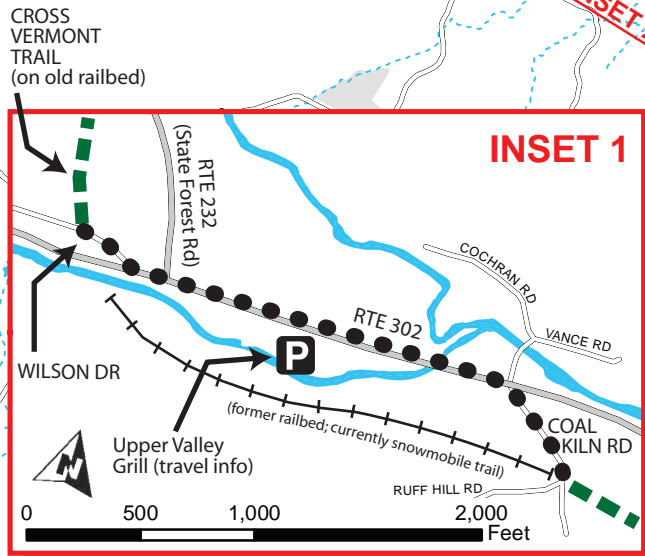 CROSS
VERMONT
TRAIL
(on old railbed)
INSET
INSET 1
RTE 232
(State Forest Rd)
COCHRAN RD
VANCE RD
RTE 302
P
WILSON DR
(former railbed; currently snowmobile trail)
Upper Valley
Grill (travel info)
COAL
KILN RD
RUFF HILL RD
N
0 500 1,000 2,000
Feet